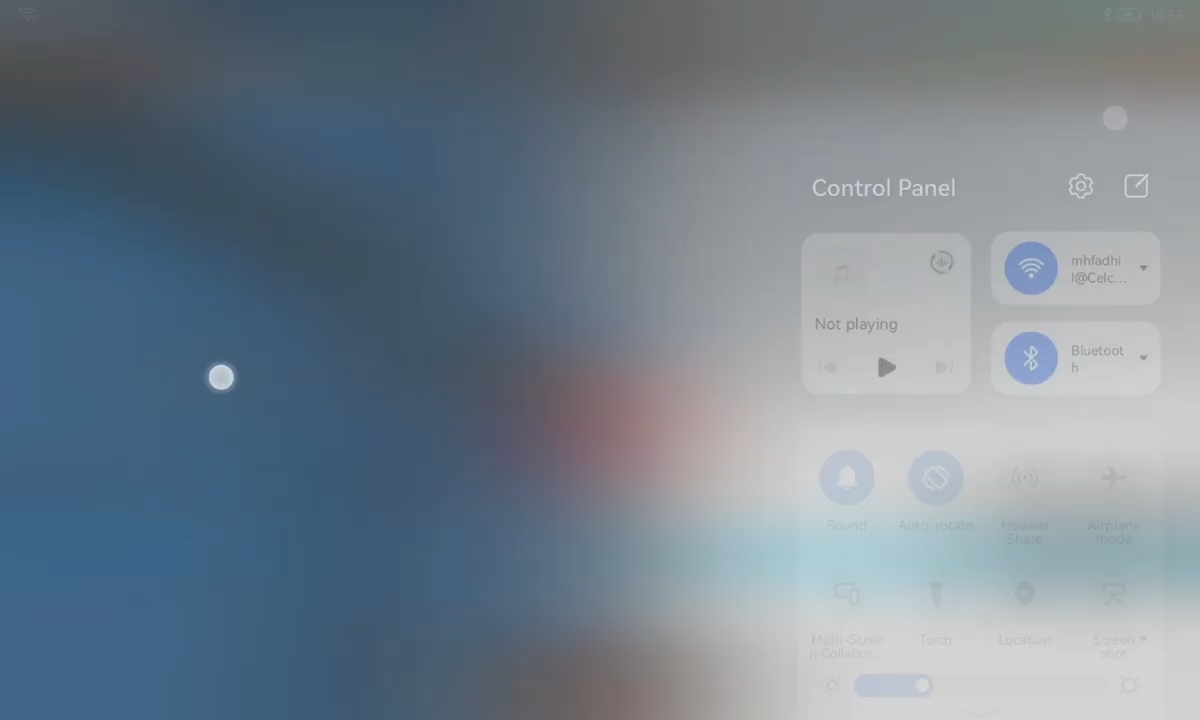 Control Panel
mhfadhi
l@Celc...
Not playing
Bluetoot
h
Sound
Auto-rotate
Huawei
Share
Airplane
mode
Multi-Scree
n Collabor...
Torch
Location
Screen-
shot